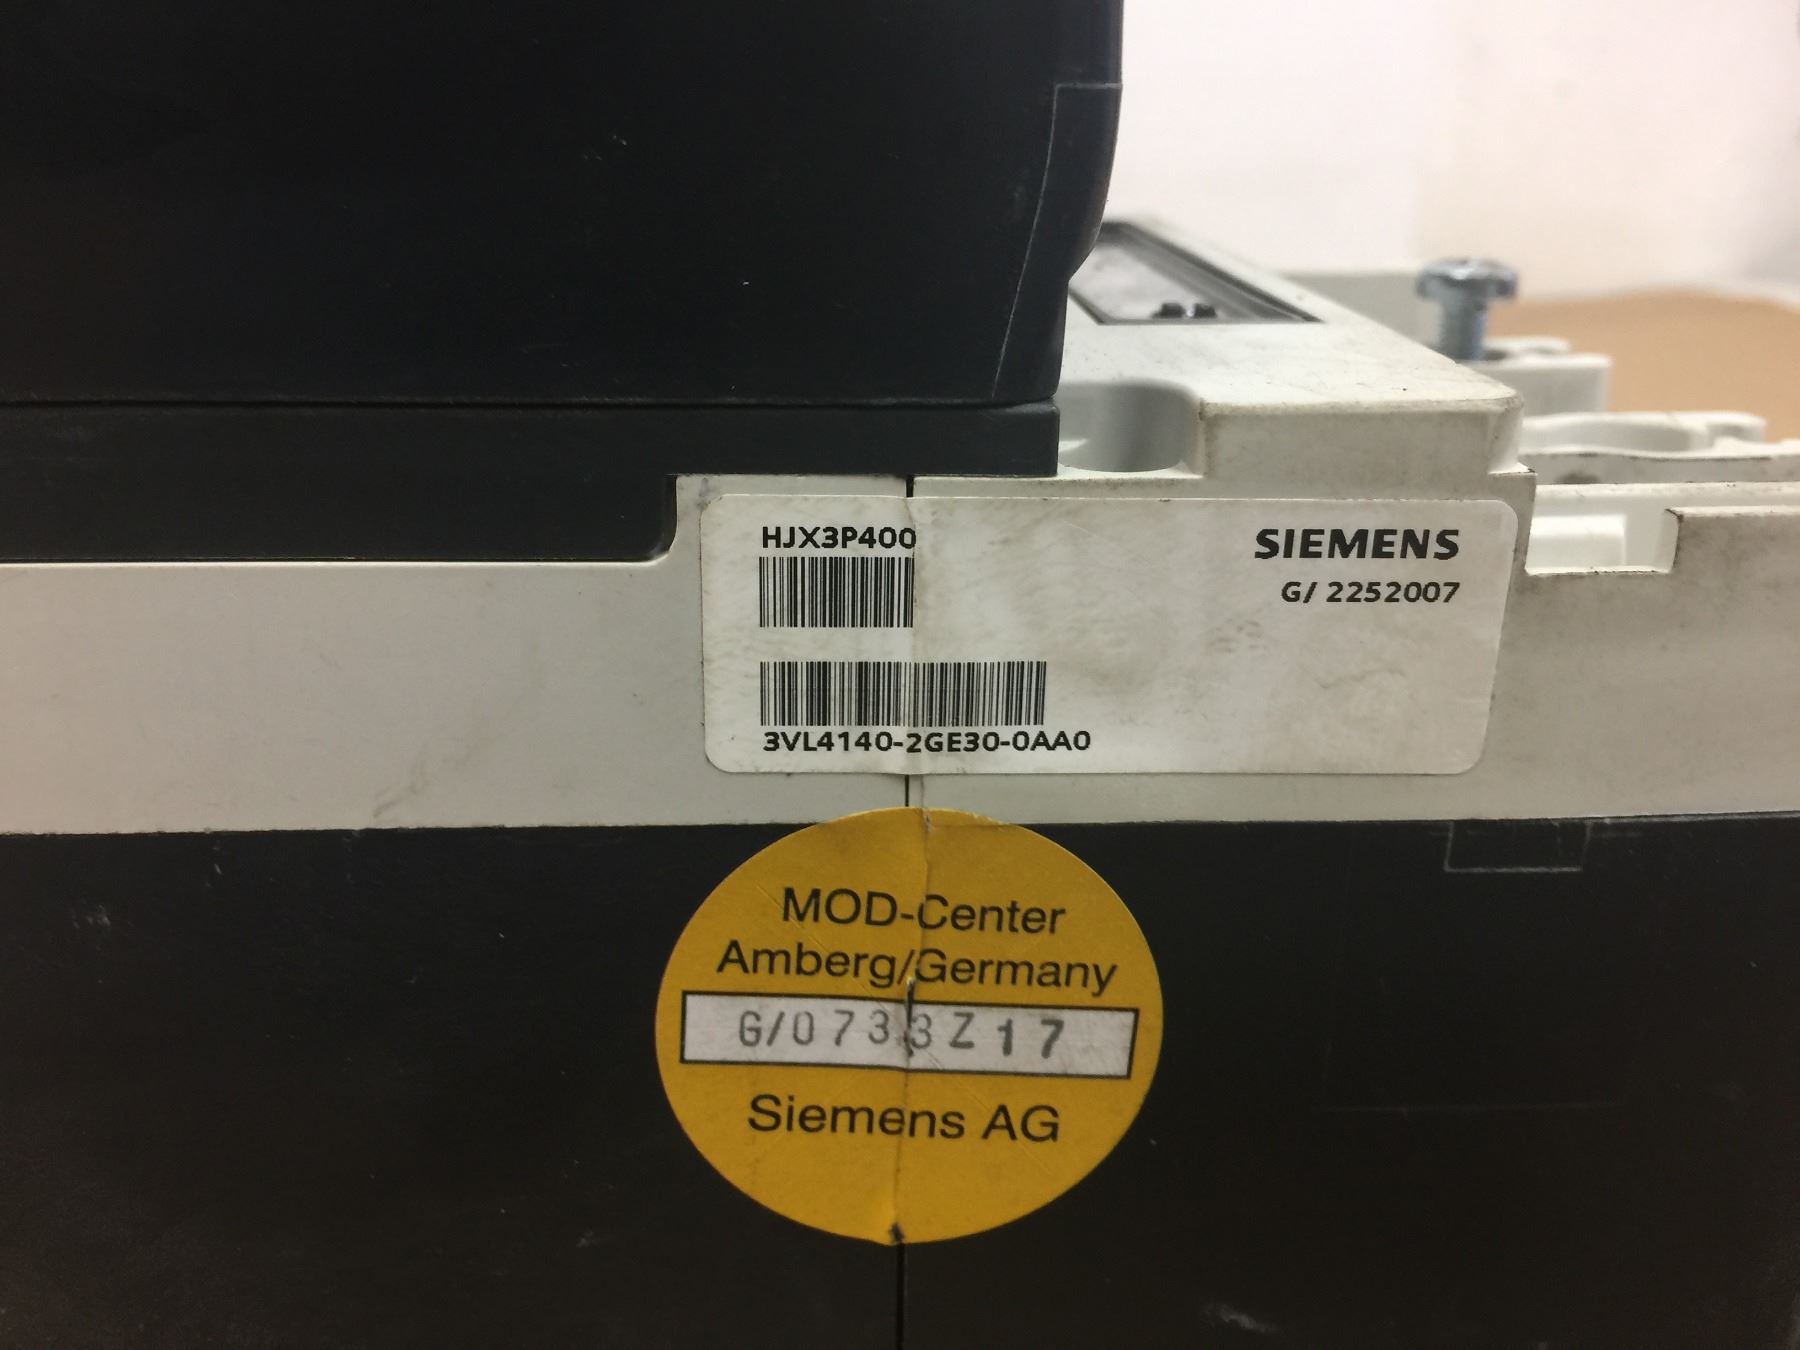 HJX3P400
SIEMENS
G/ 2252007
3VL4140-2GE30-0AA0
MOD-Center
Amberg/Germany
G/0733Z17
Siemens AG